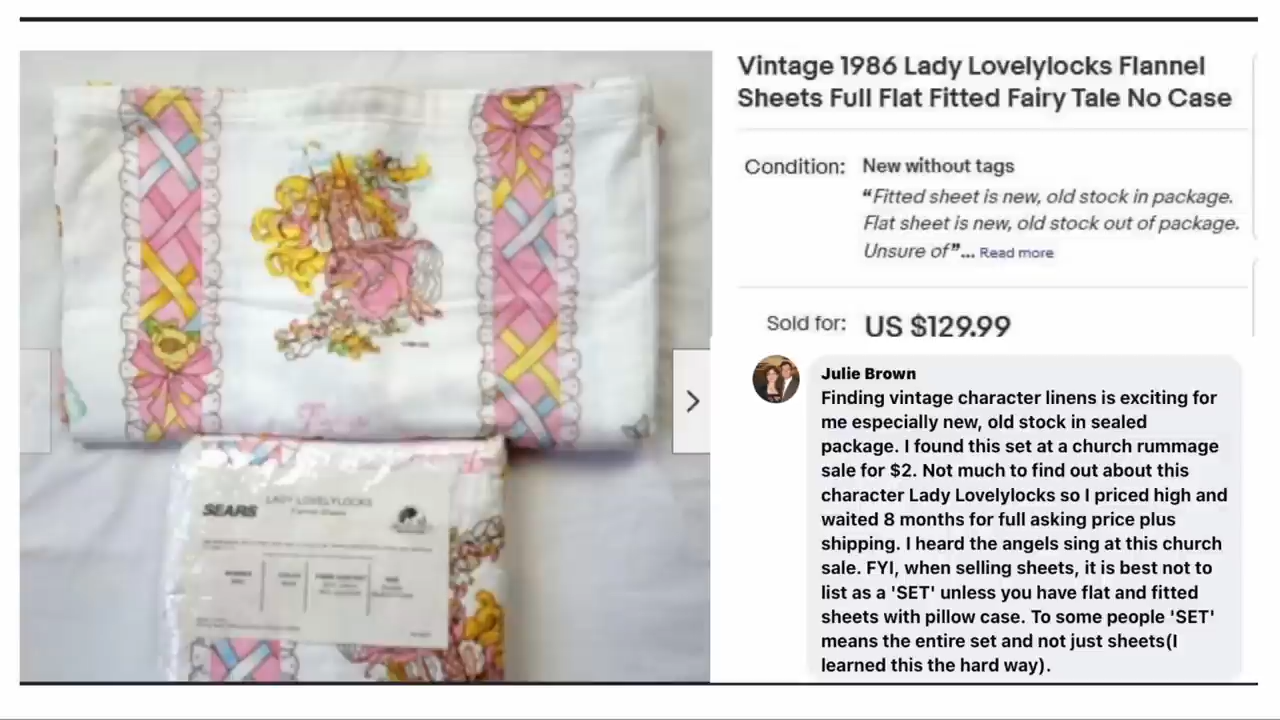 Vintage 1986 Lady Lovelylocks Flannel
Sheets Full Flat Fitted Fairy Tale No Case
Condition: New without tags
“Fitted sheet is new, old stock in package.
Flat sheet is new, old stock out of package.
Unsure of”... Read more
Sold for: US $129.99
Julie Brown
Finding vintage character linens is exciting for
me especially new, old stock in sealed
package. I found this set at a church rummage
sale for $2. Not much to find out about this
character Lady Lovelylocks so I priced high and
waited 8 months for full asking price plus
shipping. I heard the angels sing at this church
sale. FYI, when selling sheets, it is best not to
list as a 'SET' unless you have flat and fitted
sheets with pillow case. To some people 'SET'
means the entire set and not just sheets(I
learned this the hard way).
LADY LOVELYLOCKS
SEARS